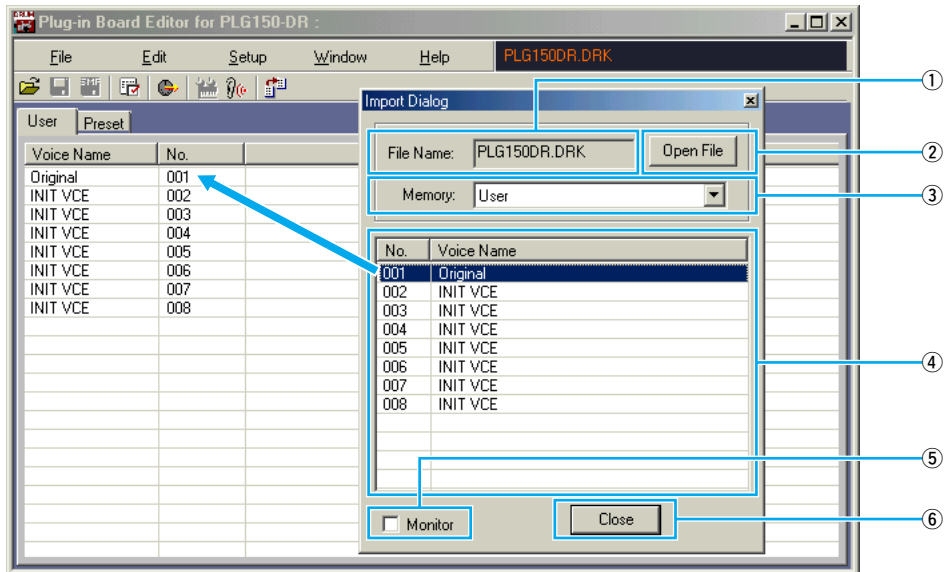 Plug-in Board Editor for PLG150-DR :
File Edit Setup Window Help PLG150DR.DRK
User Preset
Voice Name No.
Original 001
INIT VCE 002
INIT VCE 003
INIT VCE 004
INIT VCE 005
INIT VCE 006
INIT VCE 007
INIT VCE 008
Import Dialog
①
File Name: PLG150DR.DRK Open File
②
Memory: User
③
No. Voice Name
001 Original
002 INIT VCE
003 INIT VCE
004 INIT VCE
005 INIT VCE
006 INIT VCE
007 INIT VCE
008 INIT VCE
④
⑤
Monitor Close
⑥